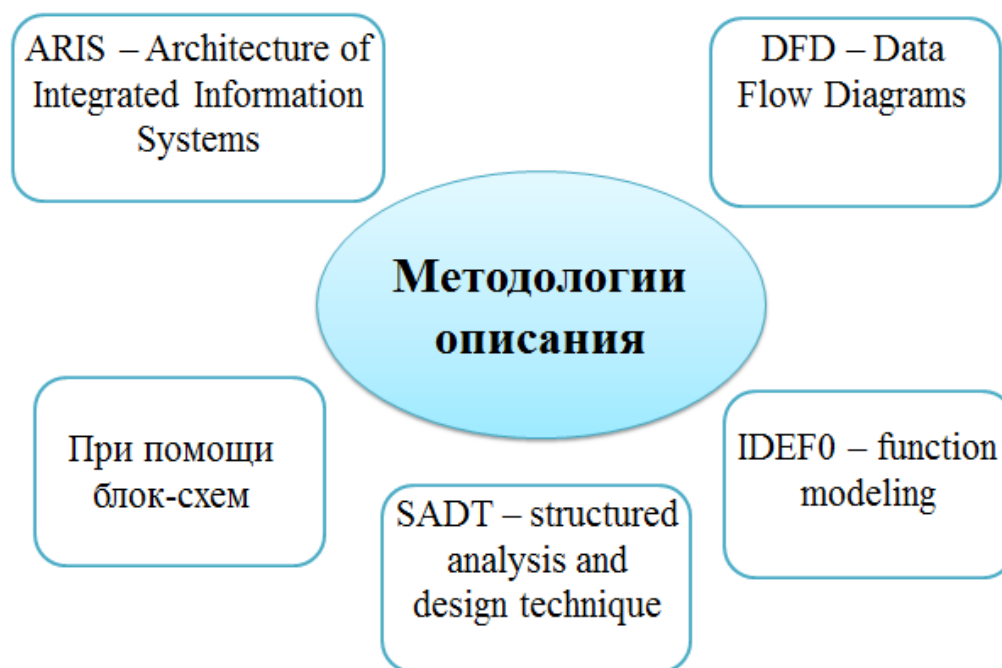 ARIS – Architecture of
Integrated Information
Systems
DFD – Data
Flow Diagrams
Методологии
описания
При помощи
блок-схем
SADT – structured
analysis and
design technique
IDEF0 – function
modeling